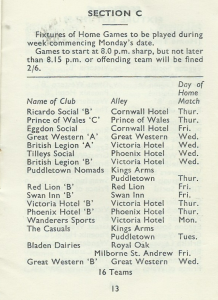 SECTION C
Fixtures of Home Games to be played during week commencing Monday's date.
Games to start at 8.0 p.m. sharp, but not later than 8.15 p.m. or offending team will be fined 2/6.
Day of
Home
Name of Club Alley Match
Ricardo Social 'B' Cornwall Hotel Thur.
Prince of Wales 'C' Prince of Wales Thur.
Eggdon Social Cornwall Hotel Fri.
Great Western 'A' Great Western Wed.
British Legion 'A' Victoria Hotel Wed.
Tilleys Social Phoenix Hotel Wed.
British Legion 'B' Victoria Hotel Wed.
Puddletown Nomads Kings Arms
Puddletown Thur.
Red Lion 'B' Red Lion Fri.
Swan Inn 'B' Swan Inn Fri.
Victoria Hotel 'B' Victoria Hotel Thur.
Phoenix Hotel 'B' Phoenix Hotel Thur.
Wanderers Sports Victoria Hotel Mon.
The Casuals Kings Arms
Puddletown Tues.
Bladen Dairies Royal Oak
Milborne St. Andrew Fri.
Great Western 'B' Great Western Wed.
16 Teams
13